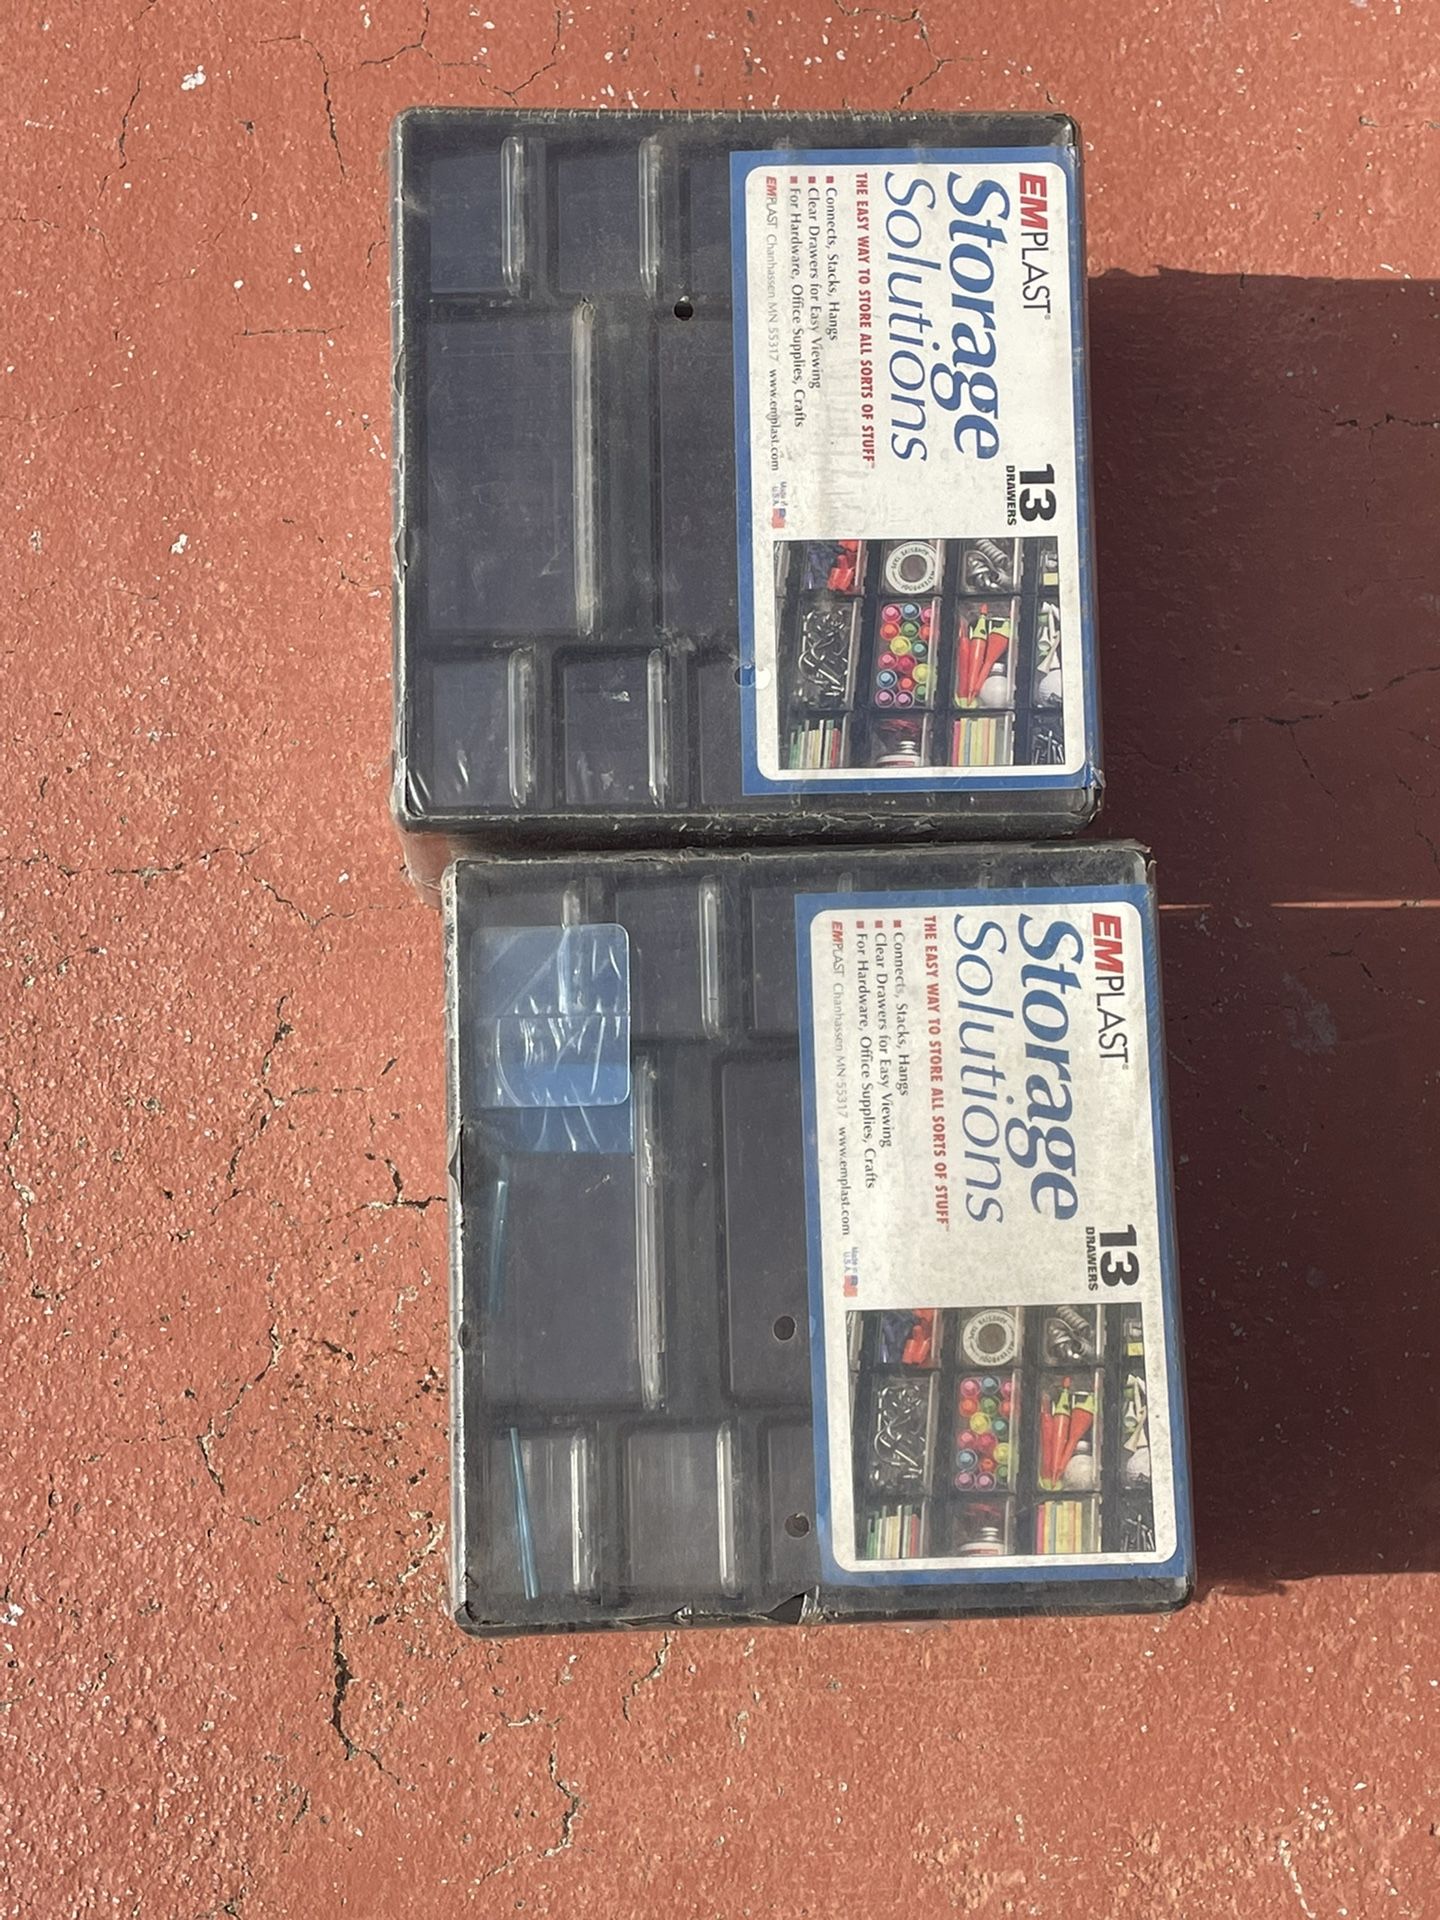 EMPLAST®
Storage
Solutions
THE EASY WAY TO STORE ALL SORTS OF STUFF™
■ Connects, Stacks, Hangs
■ Clear Drawers for Easy Viewing
■ For Hardware, Office Supplies, Crafts
EMPLAST Chanhassen MN 55317 www.emplast.com
Made in
U.S.A.
13
DRAWERS
EMPLAST®
Storage
Solutions
THE EASY WAY TO STORE ALL SORTS OF STUFF™
■ Connects, Stacks, Hangs
■ Clear Drawers for Easy Viewing
■ For Hardware, Office Supplies, Crafts
EMPLAST Chanhassen MN 55317 www.emplast.com
Made in
U.S.A.
13
DRAWERS